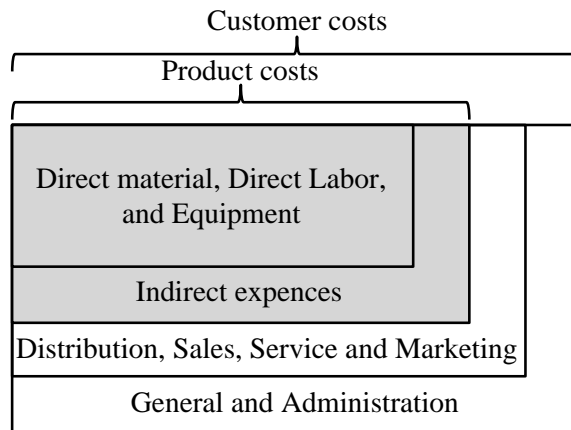 Customer costs
Product costs
Direct material, Direct Labor,
and Equipment
Indirect expences
Distribution, Sales, Service and Marketing
General and Administration